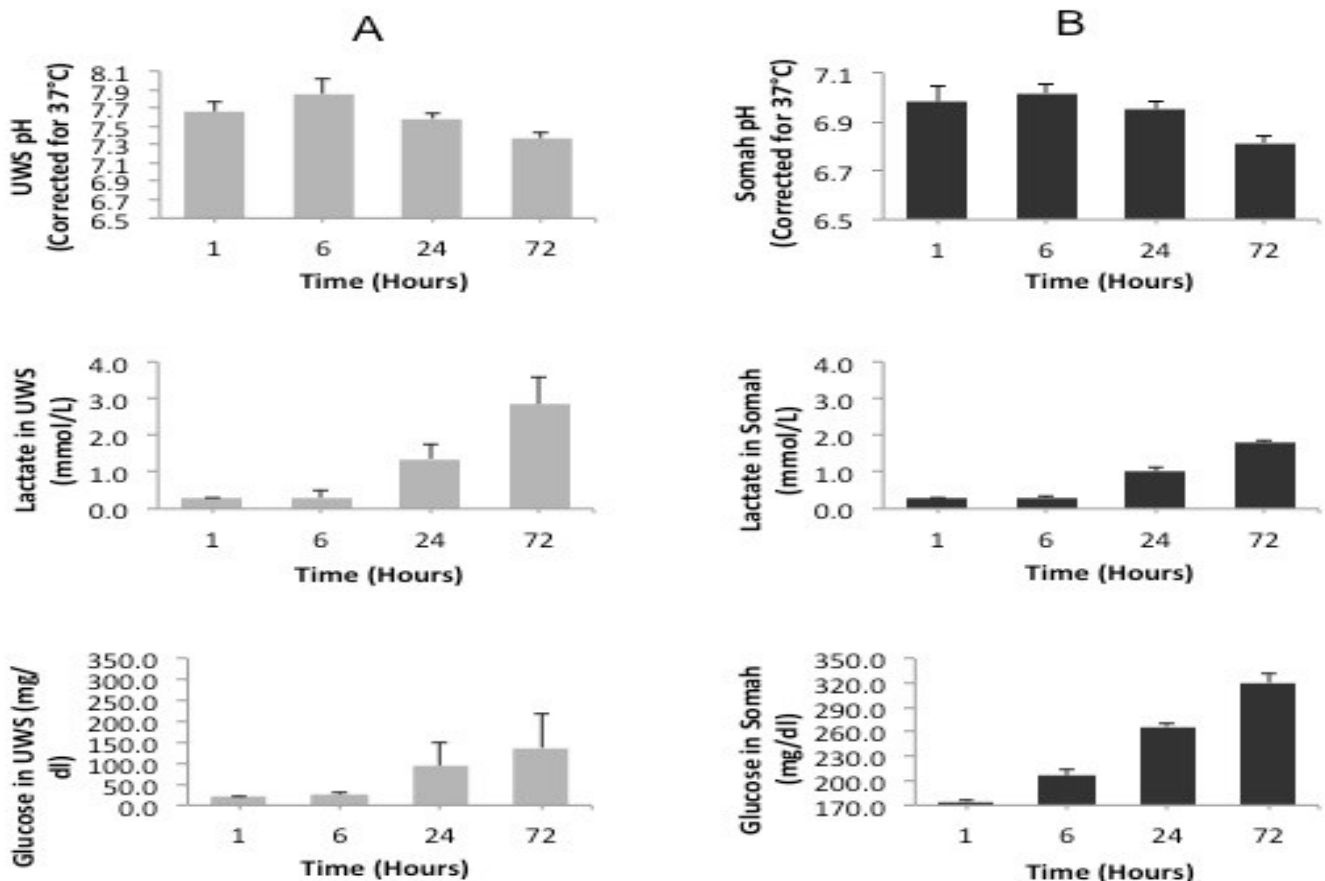 A
UWS pH
(Corrected for 37°C)
8.1
7.9
7.7
7.5
7.3
7.1
6.9
6.7
6.5
1 6 24 72
Time (Hours)
B
Somah pH
(Corrected for 37°C)
7.1
6.9
6.7
6.5
1 6 24 72
Time (Hours)
Lactate in UWS
(mmol/L)
4.0
3.0
2.0
1.0
0.0
1 6 24 72
Time (Hours)
Lactate in Somah
(mmol/L)
4.0
3.0
2.0
1.0
0.0
1 6 24 72
Time (Hours)
Glucose in UWS (mg/
dl)
350.0
300.0
250.0
200.0
150.0
100.0
50.0
0.0
1 6 24 72
Time (Hours)
Glucose in Somah
(mg/dl)
350.0
320.0
290.0
260.0
230.0
200.0
170.0
1 6 24 72
Time (Hours)